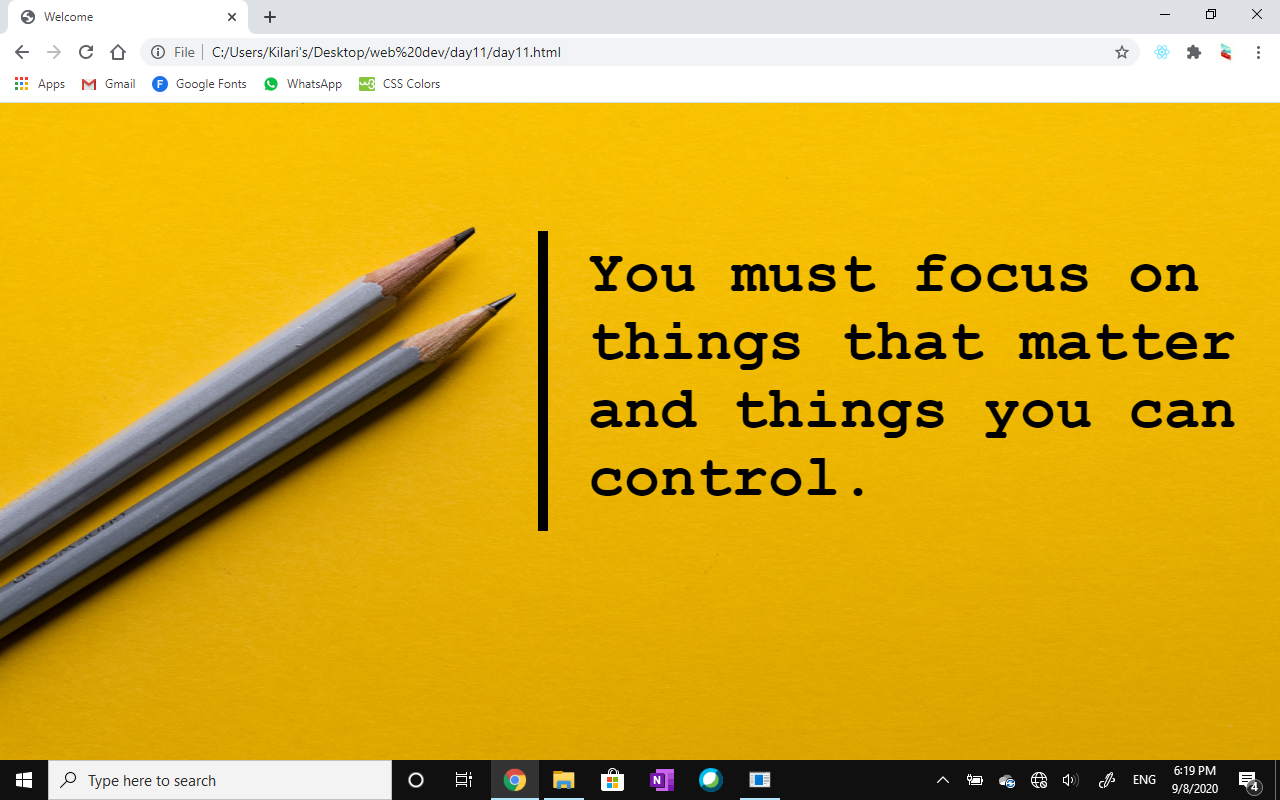 Welcome
File C:/Users/Kilari's/Desktop/web%20dev/day11/day11.html
Apps Gmail Google Fonts WhatsApp CSS Colors
You must focus on
things that matter
and things you can
control.
Type here to search
ENG
6:19 PM
9/8/2020
4